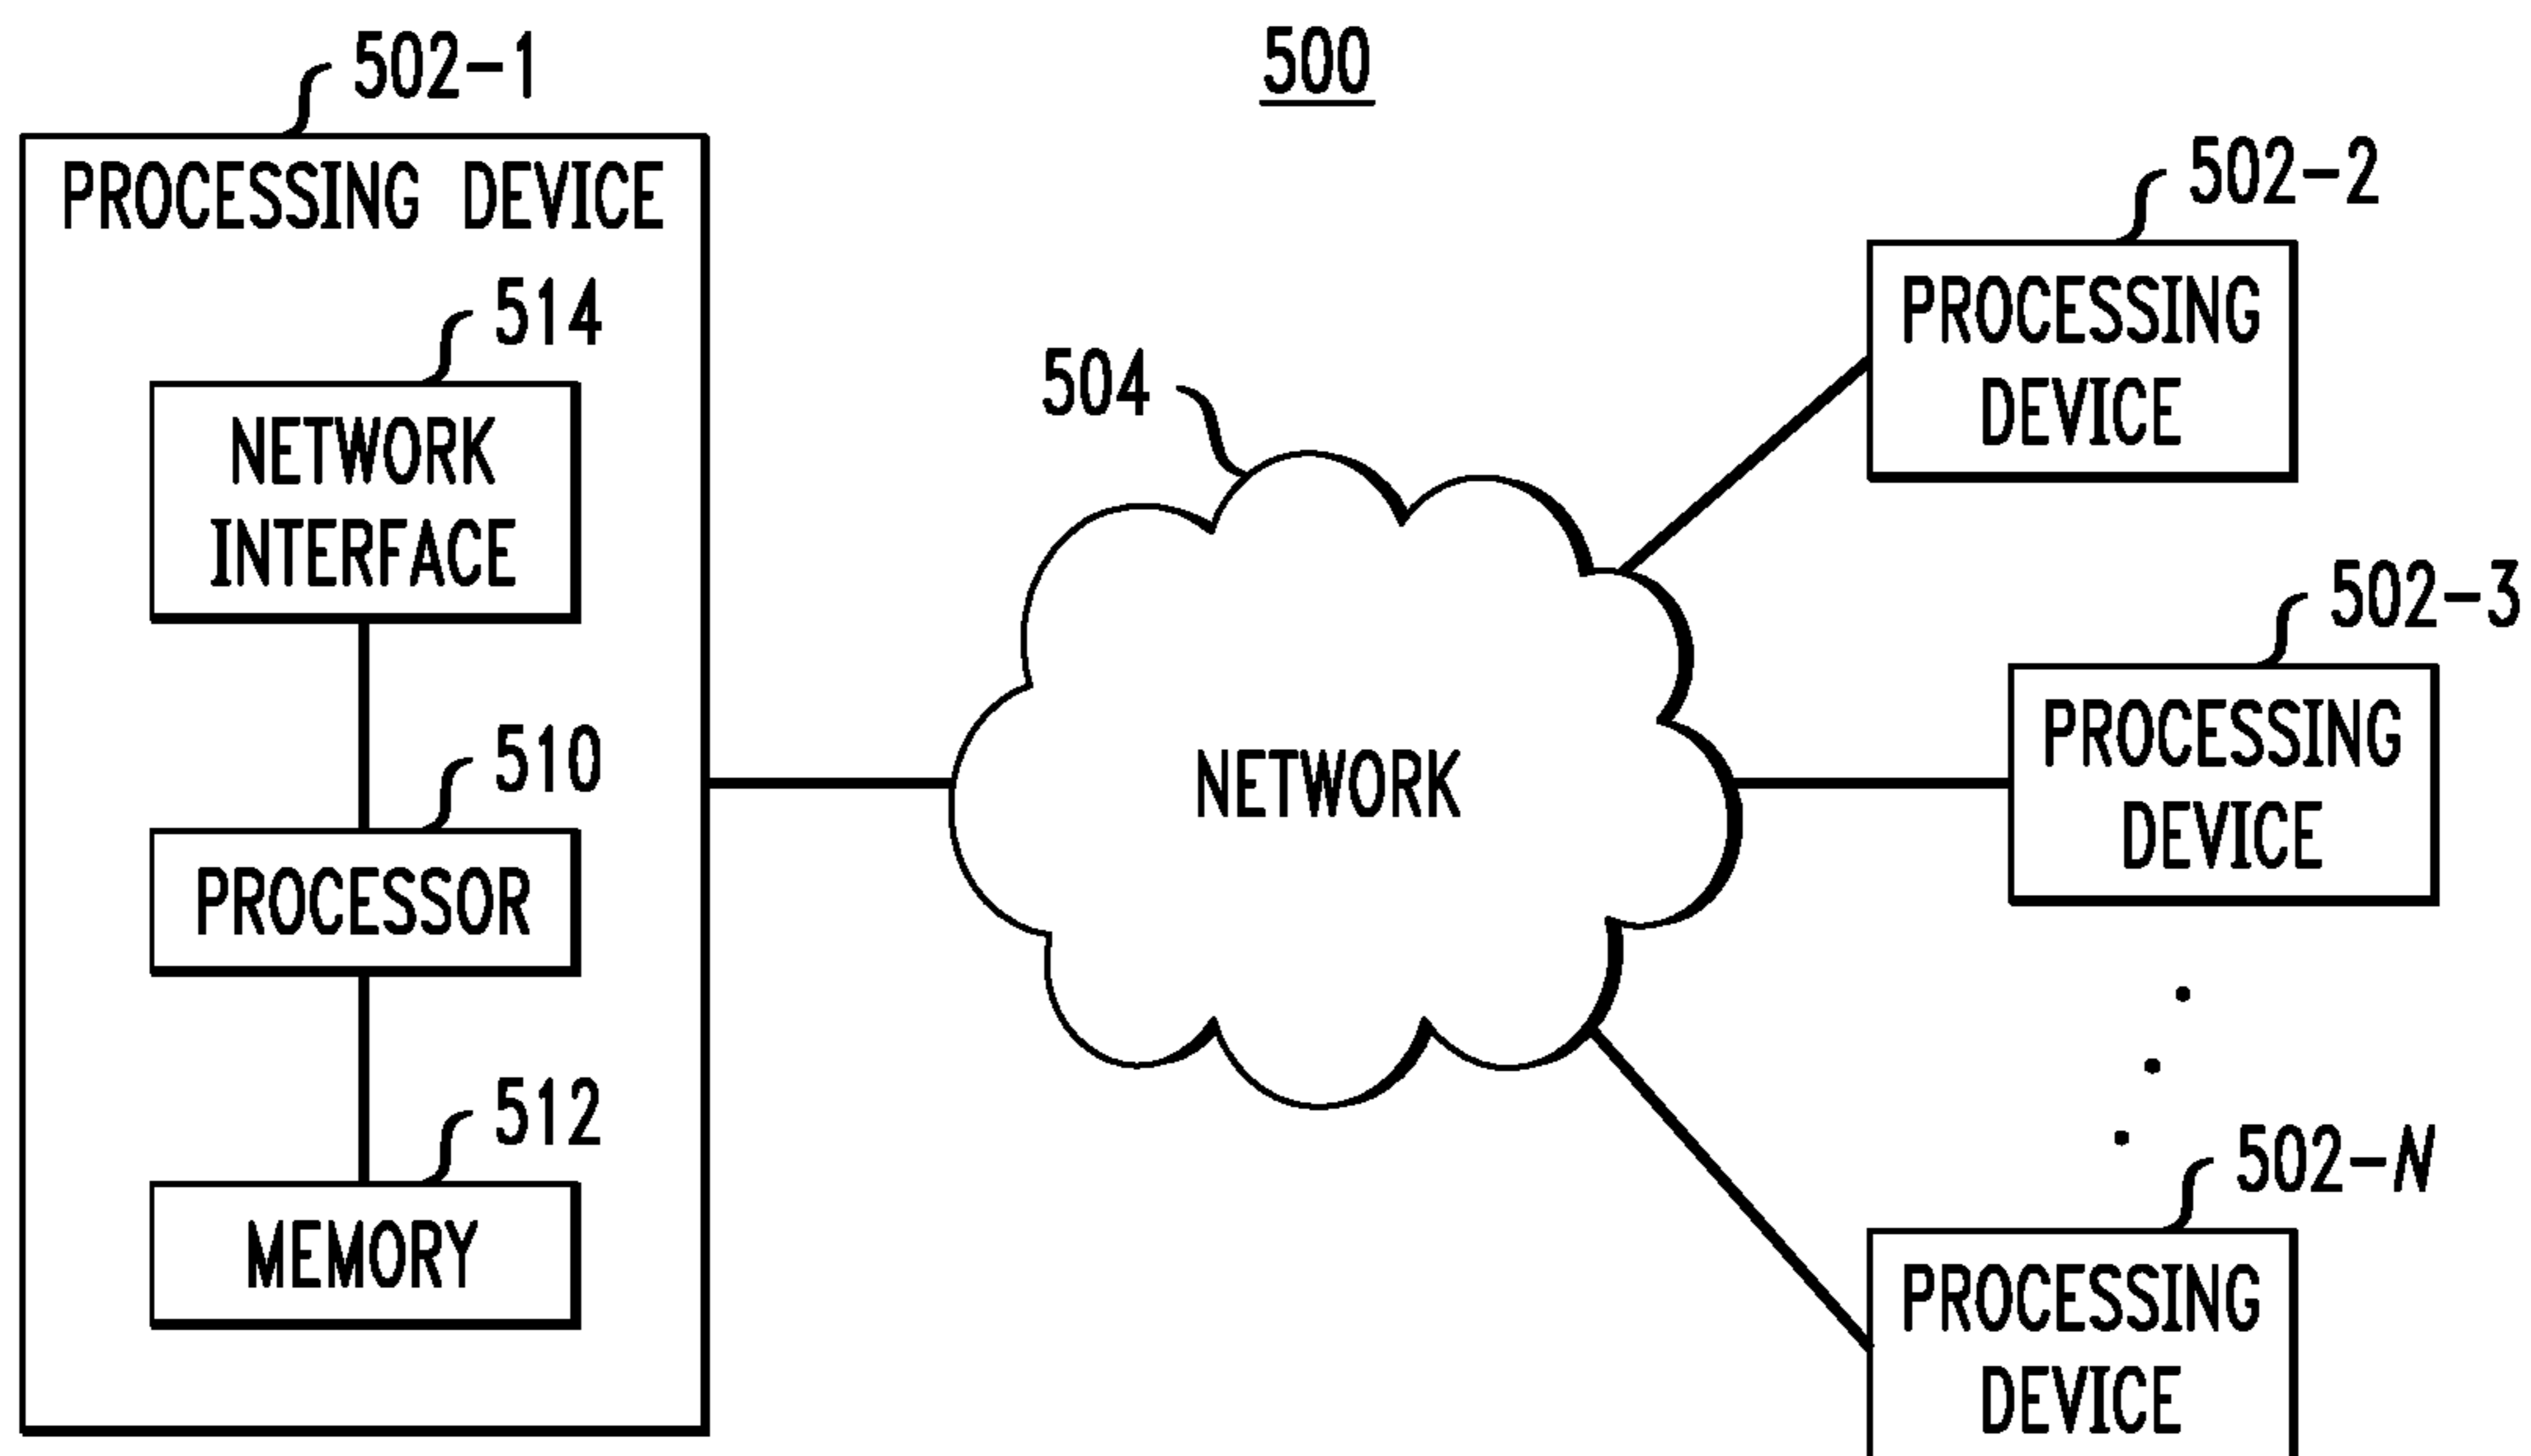 500
502-1
PROCESSING DEVICE
514
NETWORK
INTERFACE
510
PROCESSOR
512
MEMORY
504
NETWORK
502-2
PROCESSING
DEVICE
502-3
PROCESSING
DEVICE
502-N
PROCESSING
DEVICE